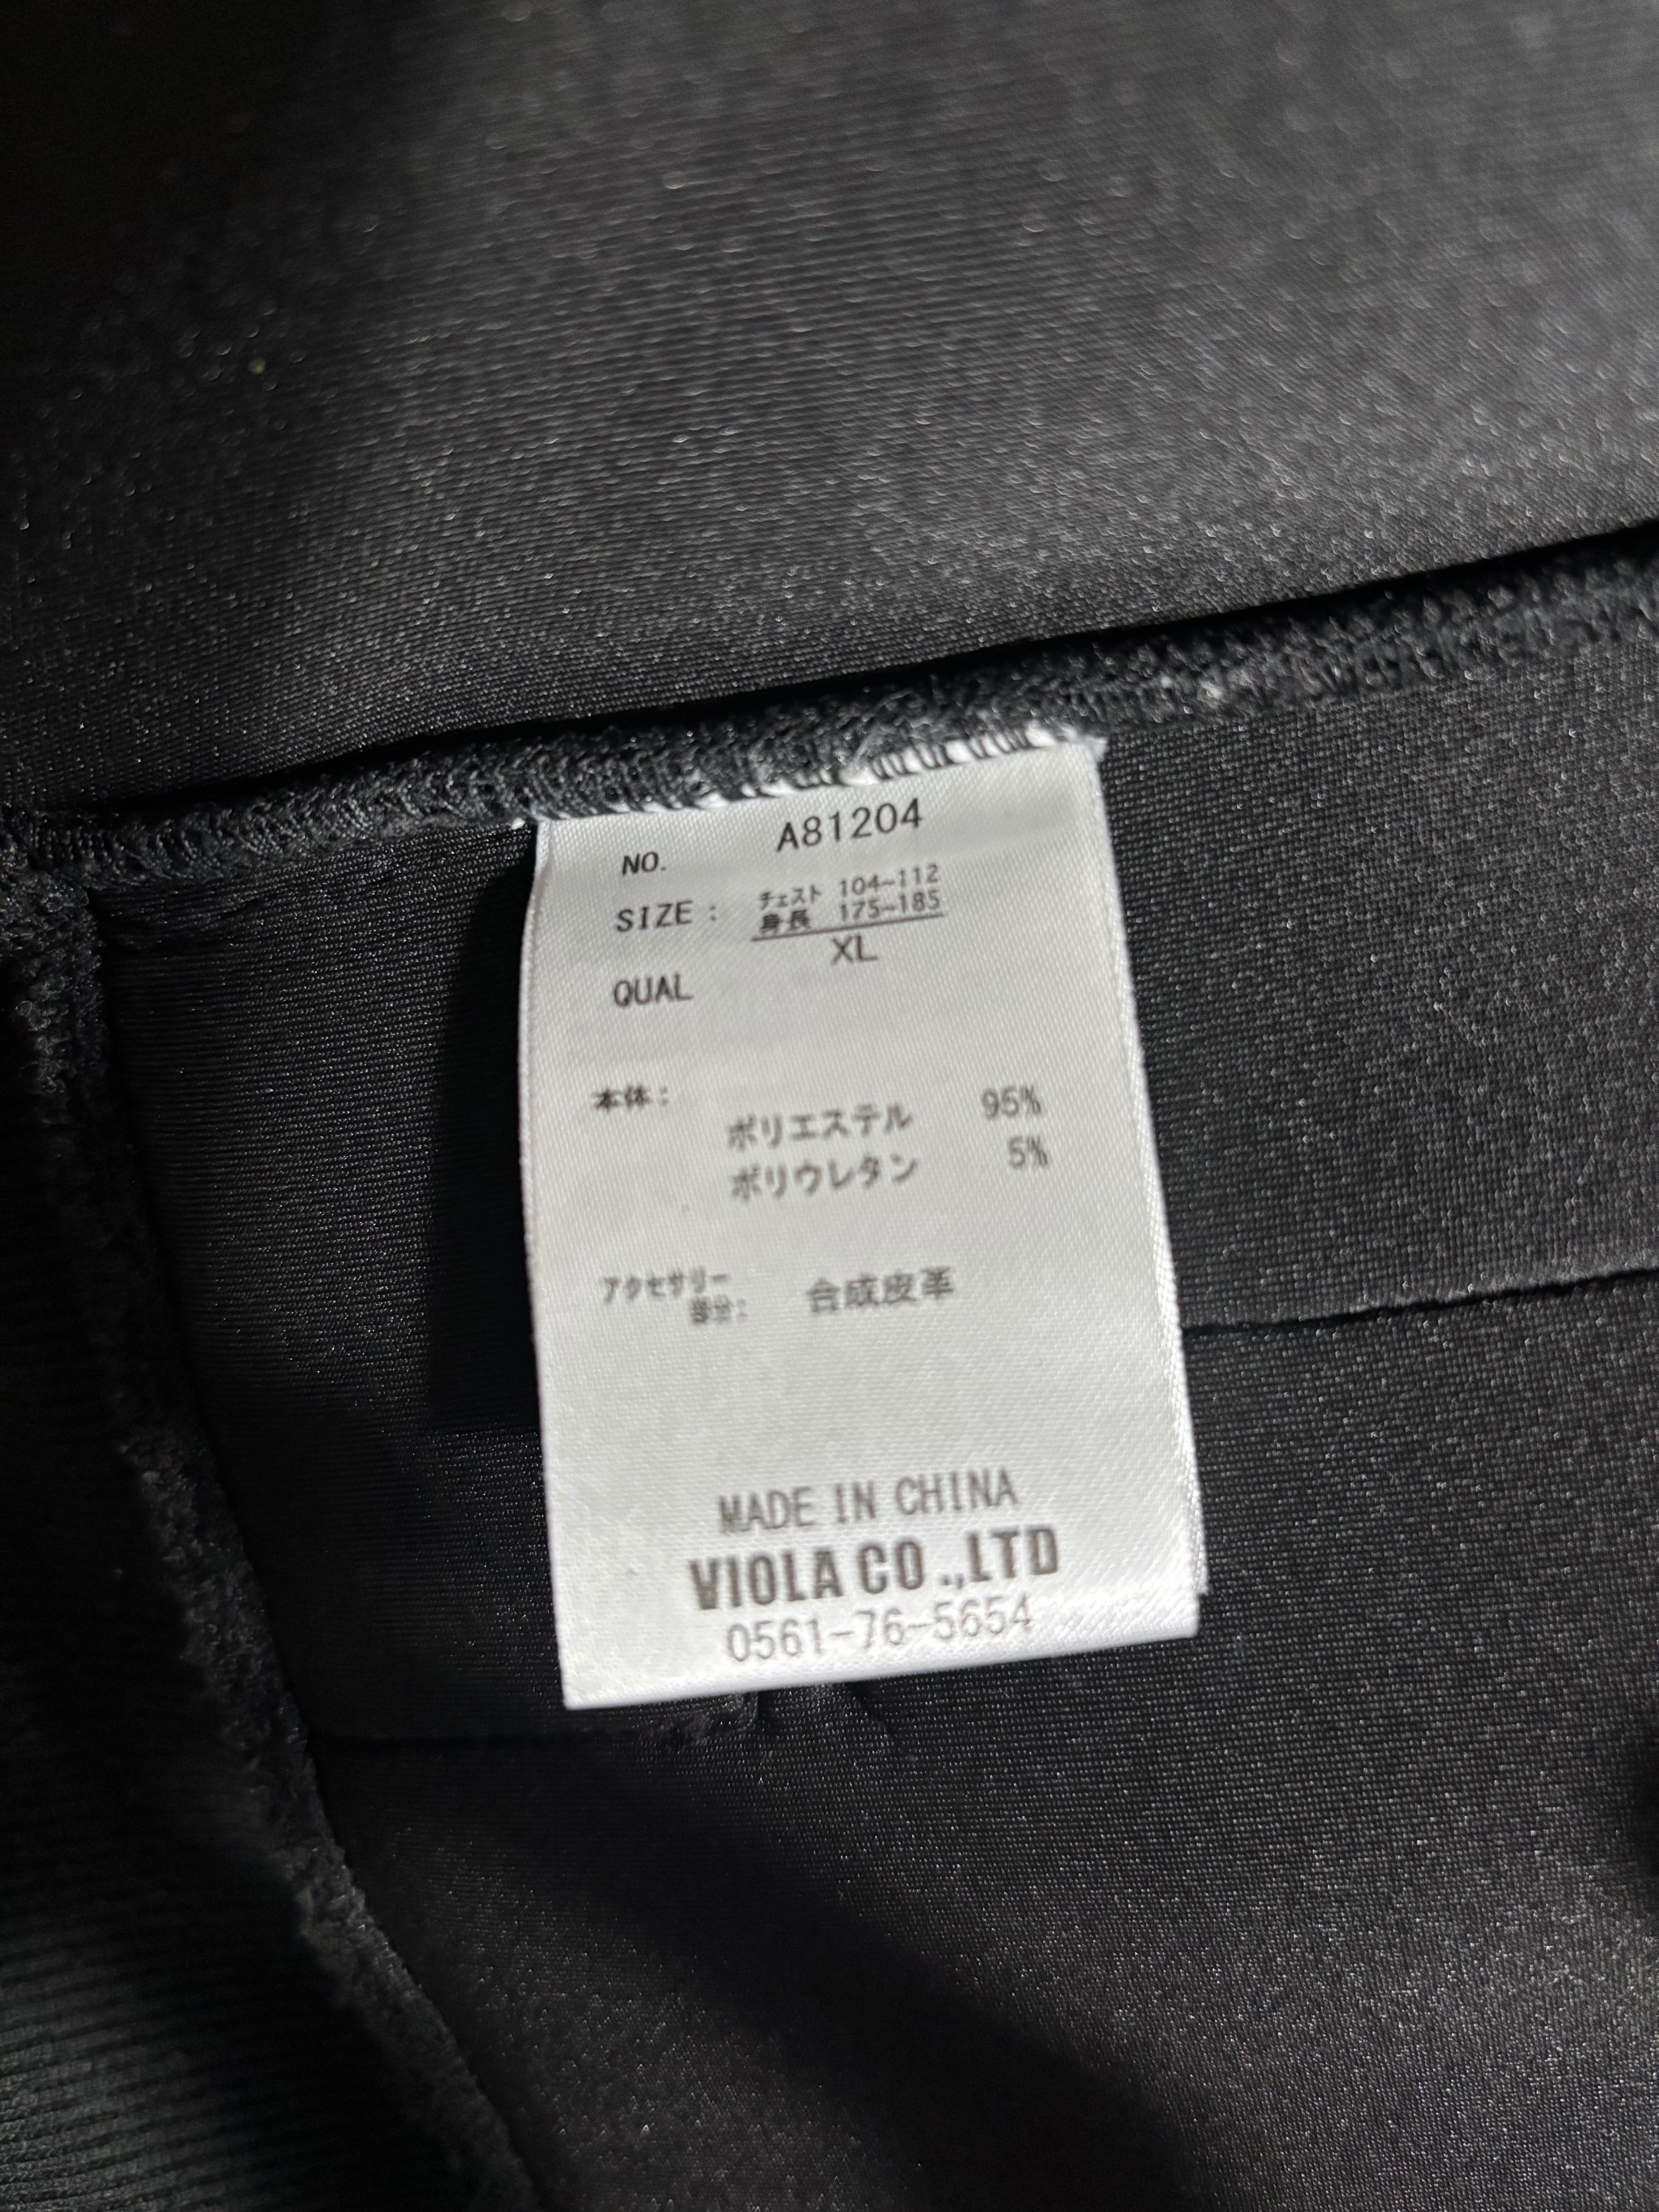 NO. A81204
SIZE: チェスト 104~112
身長 175~185
XL
QUAL
本体:
ポリエステル 95%
ポリウレタン 5%
アクセサリー
部分: 合成皮革
MADE IN CHINA
VIOLA CO.,LTD
0561-76-5654